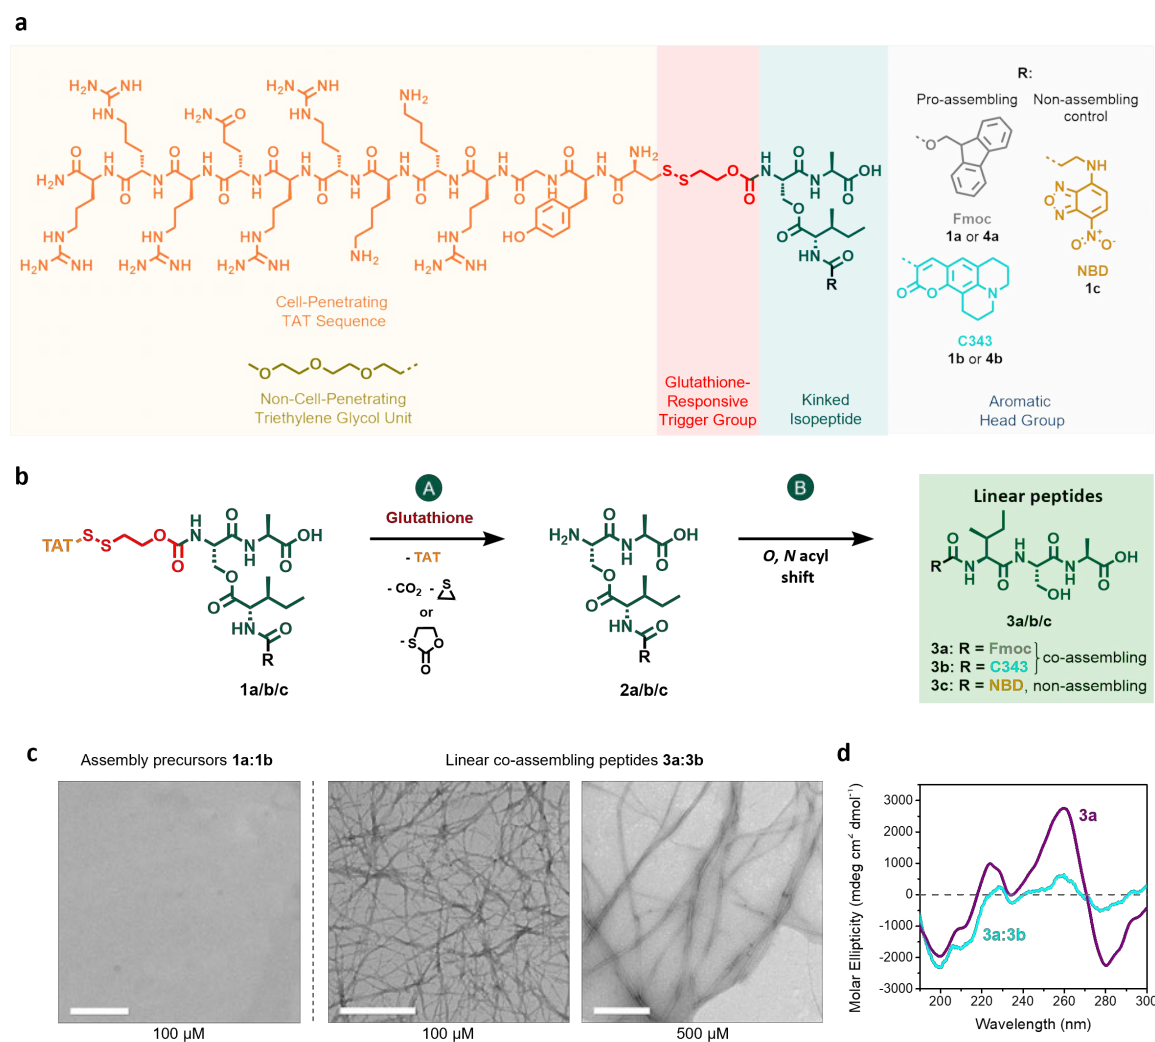 a
R:
Pro-assembling
Non-assembling
control
Fmoc
1a or 4a
NBD
1c
C343
1b or 4b
Cell-Penetrating
TAT Sequence
Non-Cell-Penetrating
Triethylene Glycol Unit
Glutathione-
Responsive
Trigger Group
Kinked
Isopeptide
Aromatic
Head Group
b
A
Glutathione
- TAT
- CO2 -
or
-
TAT
1a/b/c
2a/b/c
B
O, N acyl
shift
Linear peptides
3a/b/c
3a: R = Fmoc
3b: R = C343
co-assembling
3c: R = NBD, non-assembling
c
Assembly precursors 1a:1b
Linear co-assembling peptides 3a:3b
100 µM
100 µM
500 µM
d
3a
3a:3b
3000
2000
1000
0
-1000
-2000
-3000
200
220
240
260
280
300
Molar Ellipticity (mdeg cm-2 dmol-1)
Wavelength (nm)